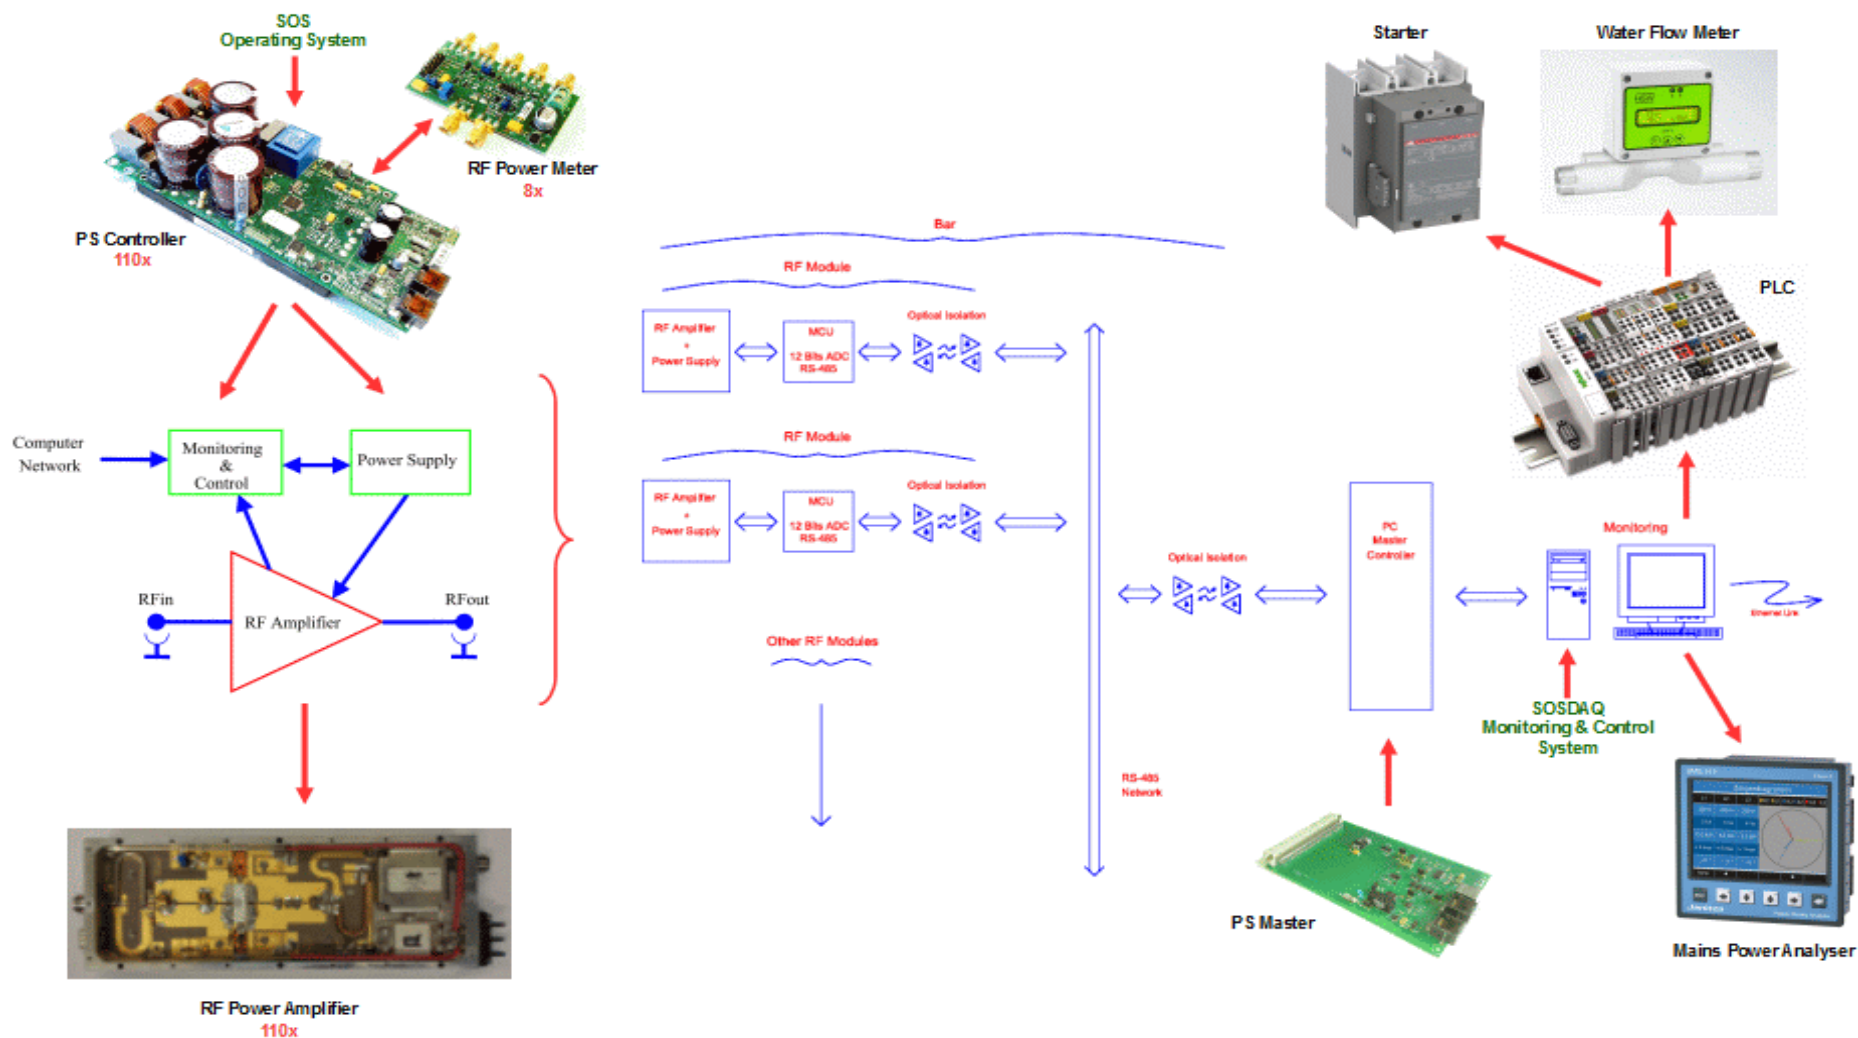 SOS
Operating System
RF Power Meter
8x
PS Controller
110x
Computer
Network
Monitoring
&
Control
Power Supply
RFin
RF Amplifier
RFout
RF Power Amplifier
110x
Bar
RF Module
RF Amplifier
+
Power Supply
MCU
12 Bits ADC
RS-485
Optical Isolation
RF Module
RF Amplifier
+
Power Supply
MCU
12 Bits ADC
RS-485
Optical Isolation
Other RF Modules
RS-485
Network
Optical Isolation
PC
Master
Controller
PS Master
Starter
Water Flow Meter
PLC
Monitoring
Ethernet Link
SOSDAQ
Monitoring & Control
System
Mains Power Analyser